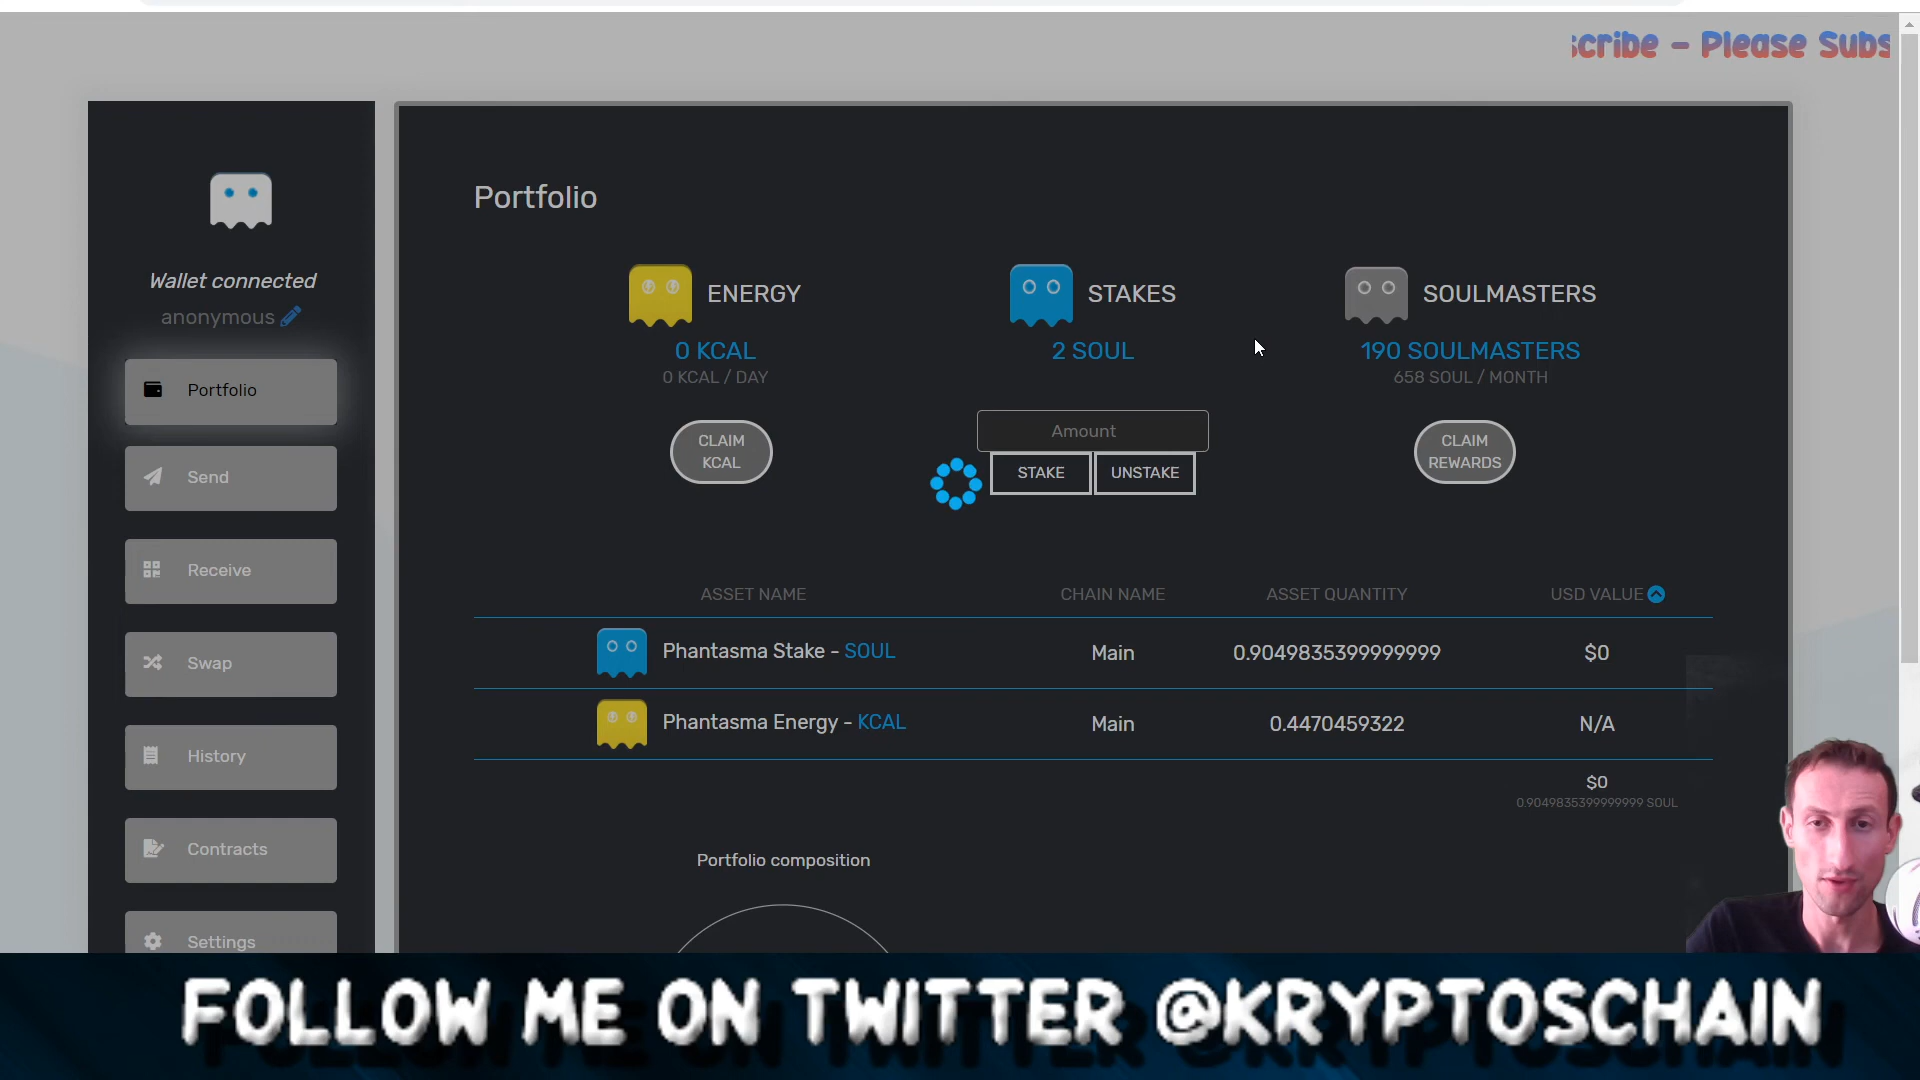 scribe - Please Subs
Wallet connected
anonymous
Portfolio
Send
Receive
Swap
History
Contracts
Settings
Portfolio
ENERGY
0 KCAL
0 KCAL / DAY
CLAIM
KCAL
STAKES
2 SOUL
Amount
STAKE UNSTAKE
SOULMASTERS
190 SOULMASTERS
658 SOUL / MONTH
CLAIM
REWARDS
ASSET NAME CHAIN NAME ASSET QUANTITY USD VALUE
Phantasma Stake - SOUL Main 0.9049835399999999 $0
Phantasma Energy - KCAL Main 0.4470459322 N/A
$0
0.9049835399999999 SOUL
Portfolio composition
FOLLOW ME ON TWITTER @KRYPTOSCHAIN